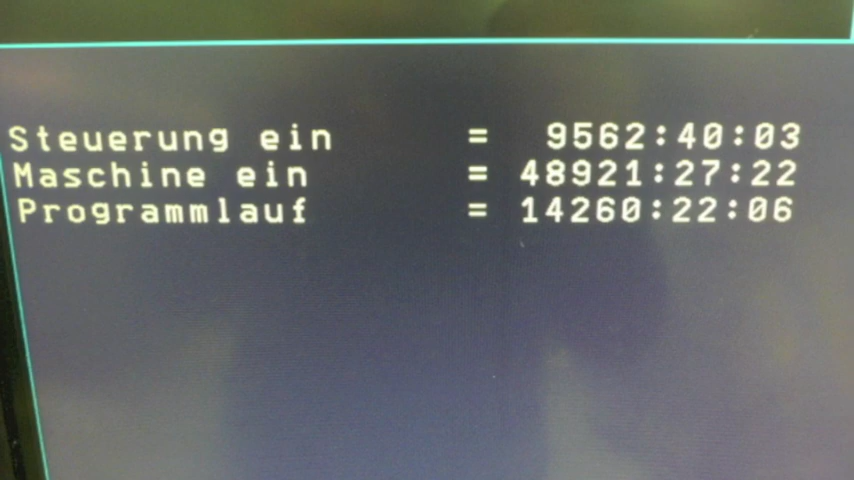 Steuerung ein = 9562:40:03
Maschine ein = 48921:27:22
Programmlauf = 14260:22:06